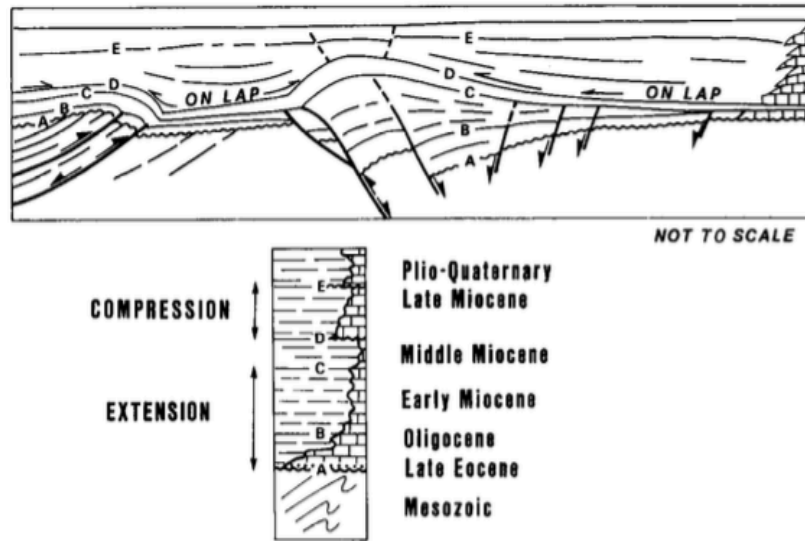 E E
D D
C C
B ON LAP ON LAP
A B
A
NOT TO SCALE
E Plio-Quaternary
COMPRESSION Late Miocene
D Middle Miocene
C
EXTENSION Early Miocene
B Oligocene
A Late Eocene
Mesozoic